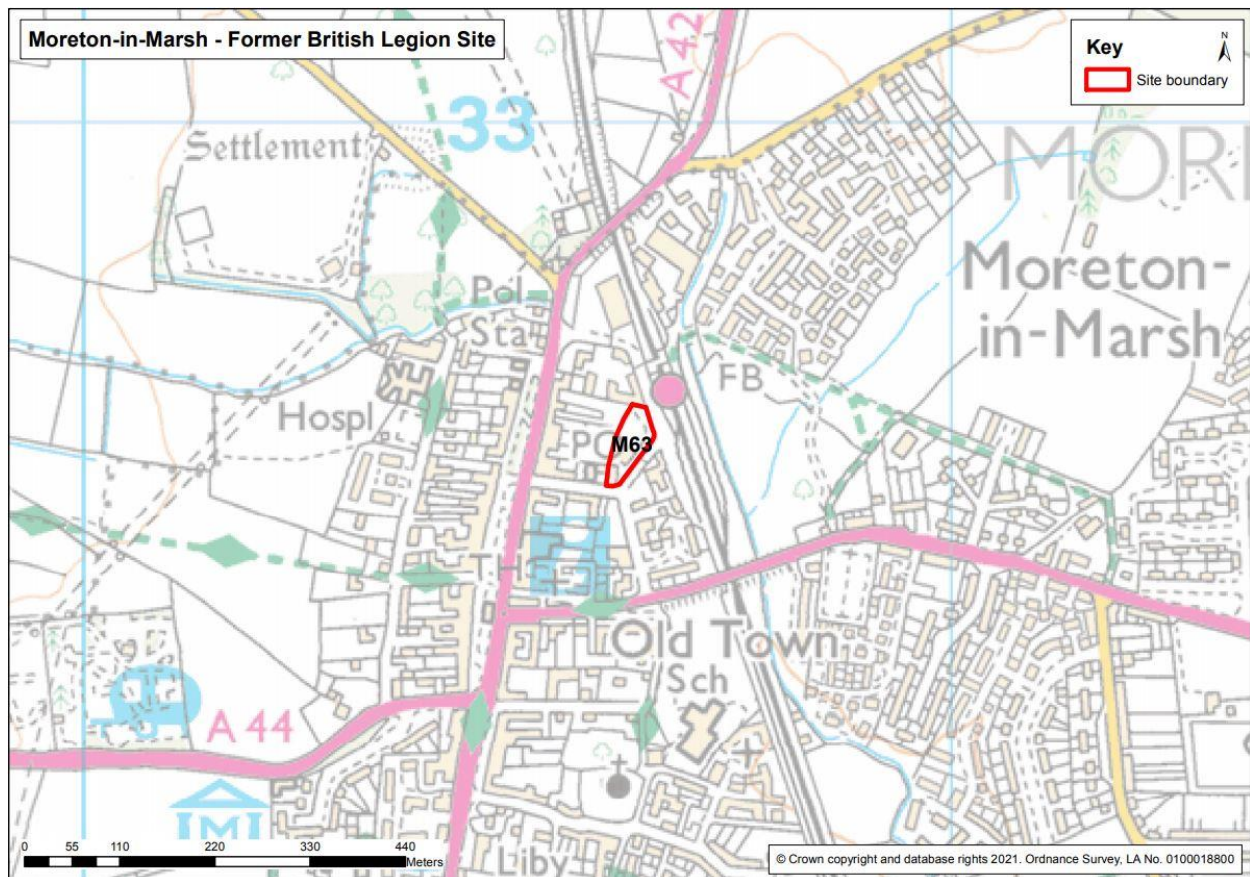 Moreton-in-Marsh - Former British Legion Site
Key
N
Site boundary
A 42
33
Settlement
MORE
Moreton-
in-Marsh
Pol
Sta
FB
Hospl
PO
M63
TH
Old Town
Sch
A 44
Liby
0 55 110 220 330 440
Meters
© Crown copyright and database rights 2021. Ordnance Survey, LA No. 0100018800